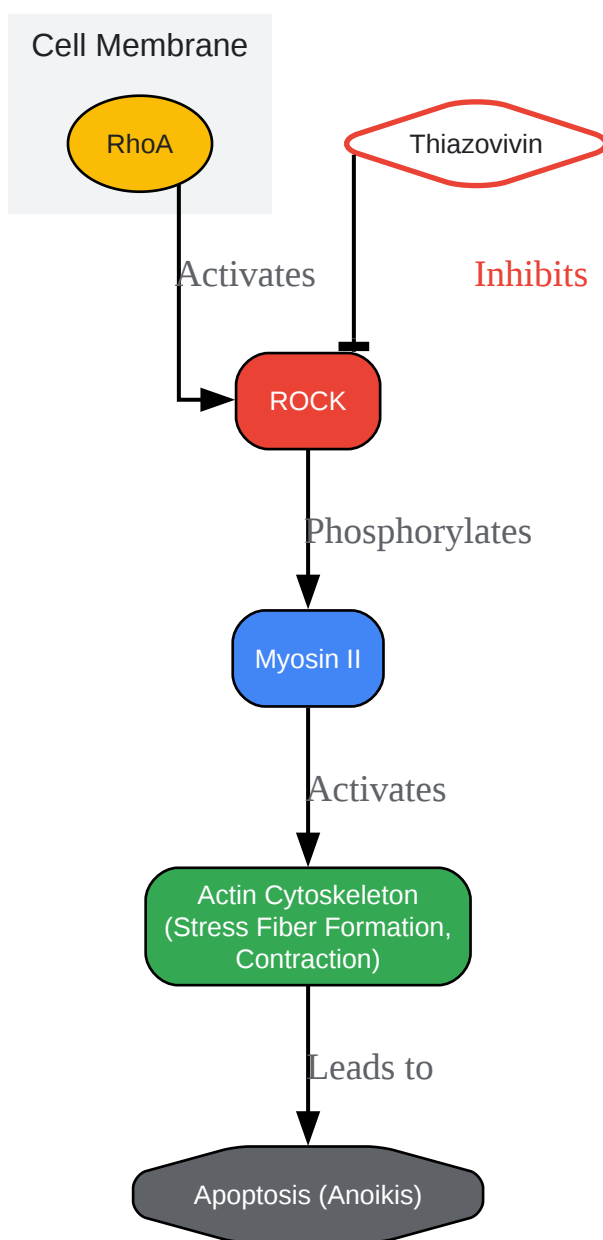 Cell Membrane
RhoA
Thiazovivin
Activates
Inhibits
ROCK
Phosphorylates
Myosin II
Activates
Actin Cytoskeleton
(Stress Fiber Formation,
Contraction)
Leads to
Apoptosis (Anoikis)